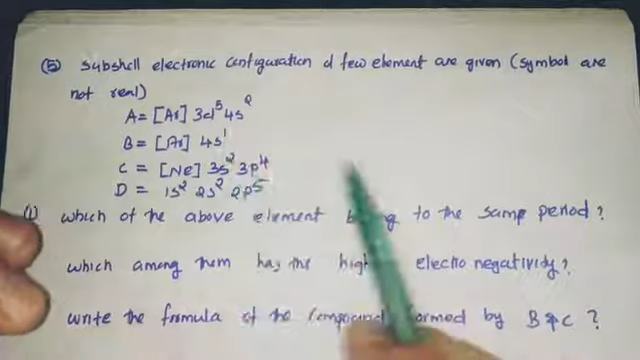 (5) Subshell electronic configuration of few element are given (symbol are
not real)
A = [Ar] 3d⁵ 4s²
B = [Ar] 4s¹
C = [Ne] 3s² 3p⁴
D = 1s² 2s² 2p⁵
(i) which of the above element to the same period?
which among them has the electro negativity?
write the formula of the compound formed by B & C ?